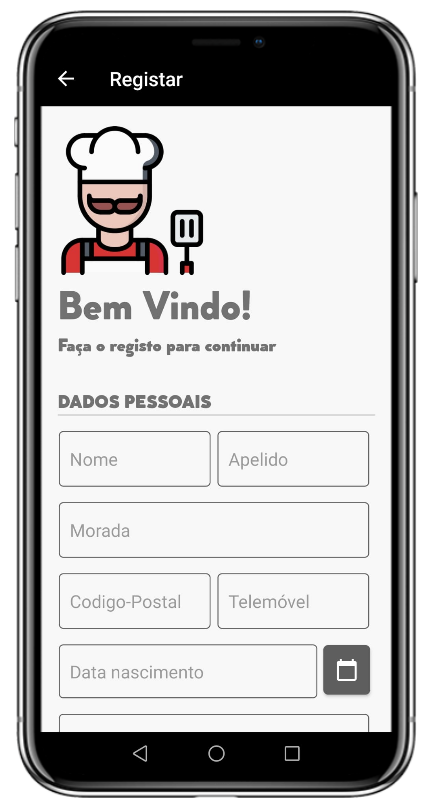 Registar
Bem Vindo!
Faça o registo para continuar
DADOS PESSOAIS
Nome Apelido
Morada
Codigo-Postal Telemóvel
Data nascimento